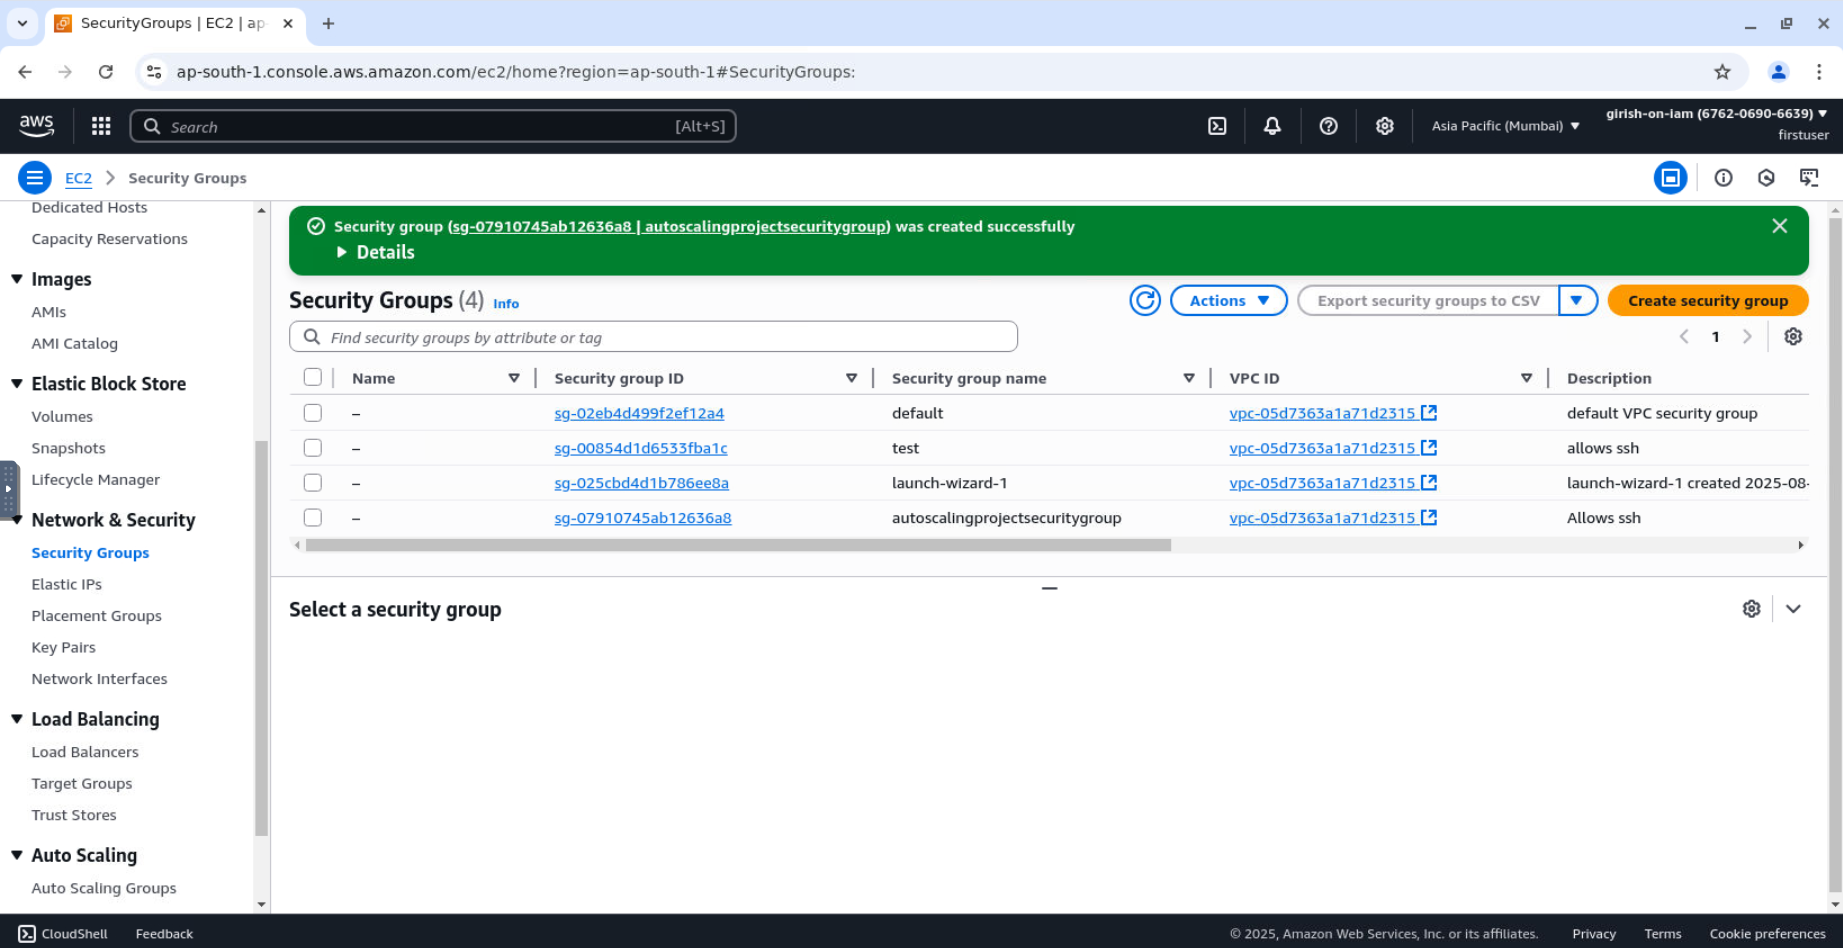 SecurityGroups | EC2 | ap
ap-south-1.console.aws.amazon.com/ec2/home?region=ap-south-1#SecurityGroups:
aws
Search
[Alt+S]
Asia Pacific (Mumbai)
girish-on-iam (6762-0690-6639)
firstuser
EC2
Security Groups
Dedicated Hosts
Capacity Reservations
Images
AMIs
AMI Catalog
Elastic Block Store
Volumes
Snapshots
Lifecycle Manager
Network & Security
Security Groups
Elastic IPs
Placement Groups
Key Pairs
Network Interfaces
Load Balancing
Load Balancers
Target Groups
Trust Stores
Auto Scaling
Auto Scaling Groups
Security group (sg-07910745ab12636a8 | autoscalingprojectsecuritygroup) was created successfully
Details
Security Groups (4) Info
Actions
Export security groups to CSV
Create security group
Find security groups by attribute or tag
1
Name Security group ID Security group name VPC ID Description
– sg-02eb4d499f2ef12a4 default vpc-05d7363a1a71d2315 default VPC security group
– sg-00854d1d6533fba1c test vpc-05d7363a1a71d2315 allows ssh
– sg-025cbd4d1b786ee8a launch-wizard-1 vpc-05d7363a1a71d2315 launch-wizard-1 created 2025-08-
– sg-07910745ab12636a8 autoscalingprojectsecuritygroup vpc-05d7363a1a71d2315 Allows ssh
Select a security group
CloudShell
Feedback
© 2025, Amazon Web Services, Inc. or its affiliates.
Privacy
Terms
Cookie preferences